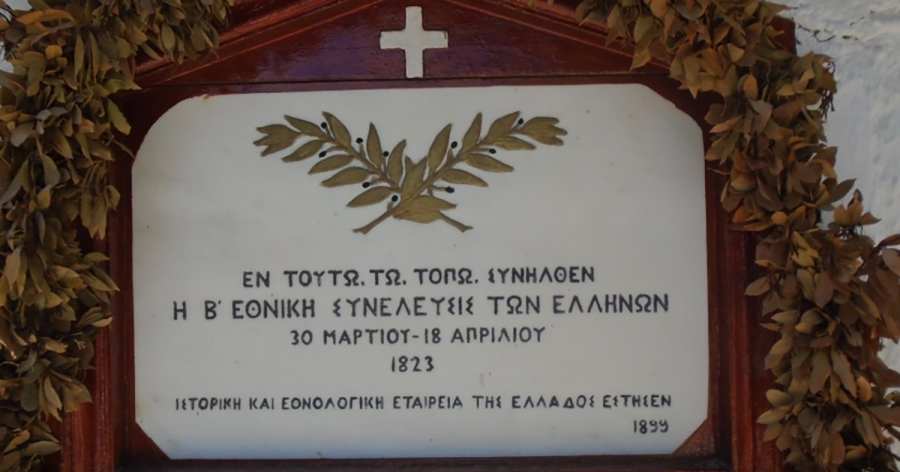 ΕΝ ΤΟΥΤΩ. ΤΩ. ΤΟΠΩ. ΣΥΝΗΛΘΕΝ
Η Β' ΕΘΝΙΚΗ ΣΥΝΕΛΕΥΣΙΣ ΤΩΝ ΕΛΛΗΝΩΝ
30 ΜΑΡΤΙΟΥ-18 ΑΠΡΙΛΙΟΥ
1823
ΙΣΤΟΡΙΚΗ ΚΑΙ ΕΘΝΟΛΟΓΙΚΗ ΕΤΑΙΡΕΙΑ ΤΗΣ ΕΛΛΑΔΟΣ ΕΣΤΗΣΕΝ
1899